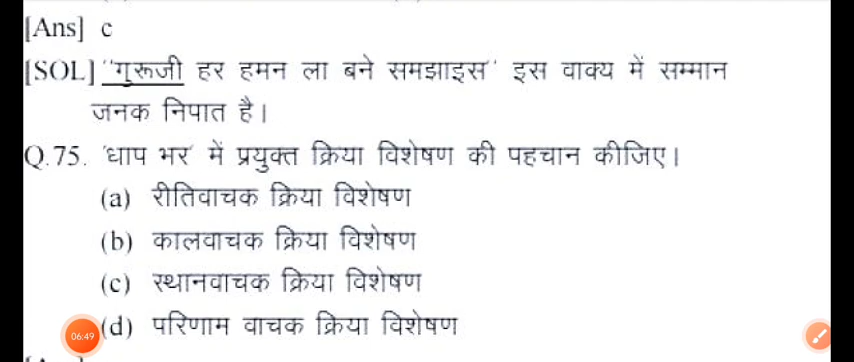 [Ans] c
[SOL] "गुरूजी हर हमन ला बने समझाइस' इस वाक्य में सम्मान
जनक निपात है।
Q.75. 'धाप भर' में प्रयुक्त क्रिया विशेषण की पहचान कीजिए।
(a) रीतिवाचक क्रिया विशेषण
(b) कालवाचक क्रिया विशेषण
(c) स्थानवाचक क्रिया विशेषण
06:49 (d) परिणाम वाचक क्रिया विशेषण